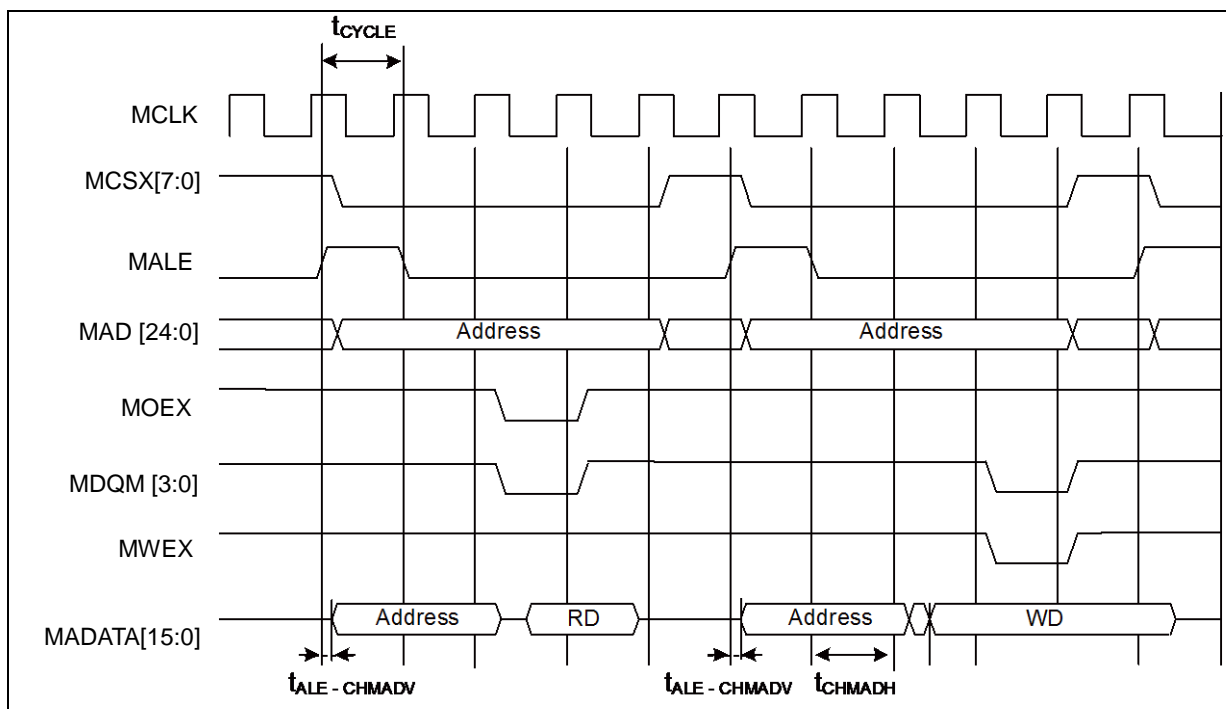 tCYCLE
MCLK
MCSX[7:0]
MALE
MAD [24:0]
Address
Address
MOEX
MDQM [3:0]
MWEX
MADATA[15:0]
Address
RD
Address
WD
tALE - CHMADV
tALE - CHMADV
tCHMADH